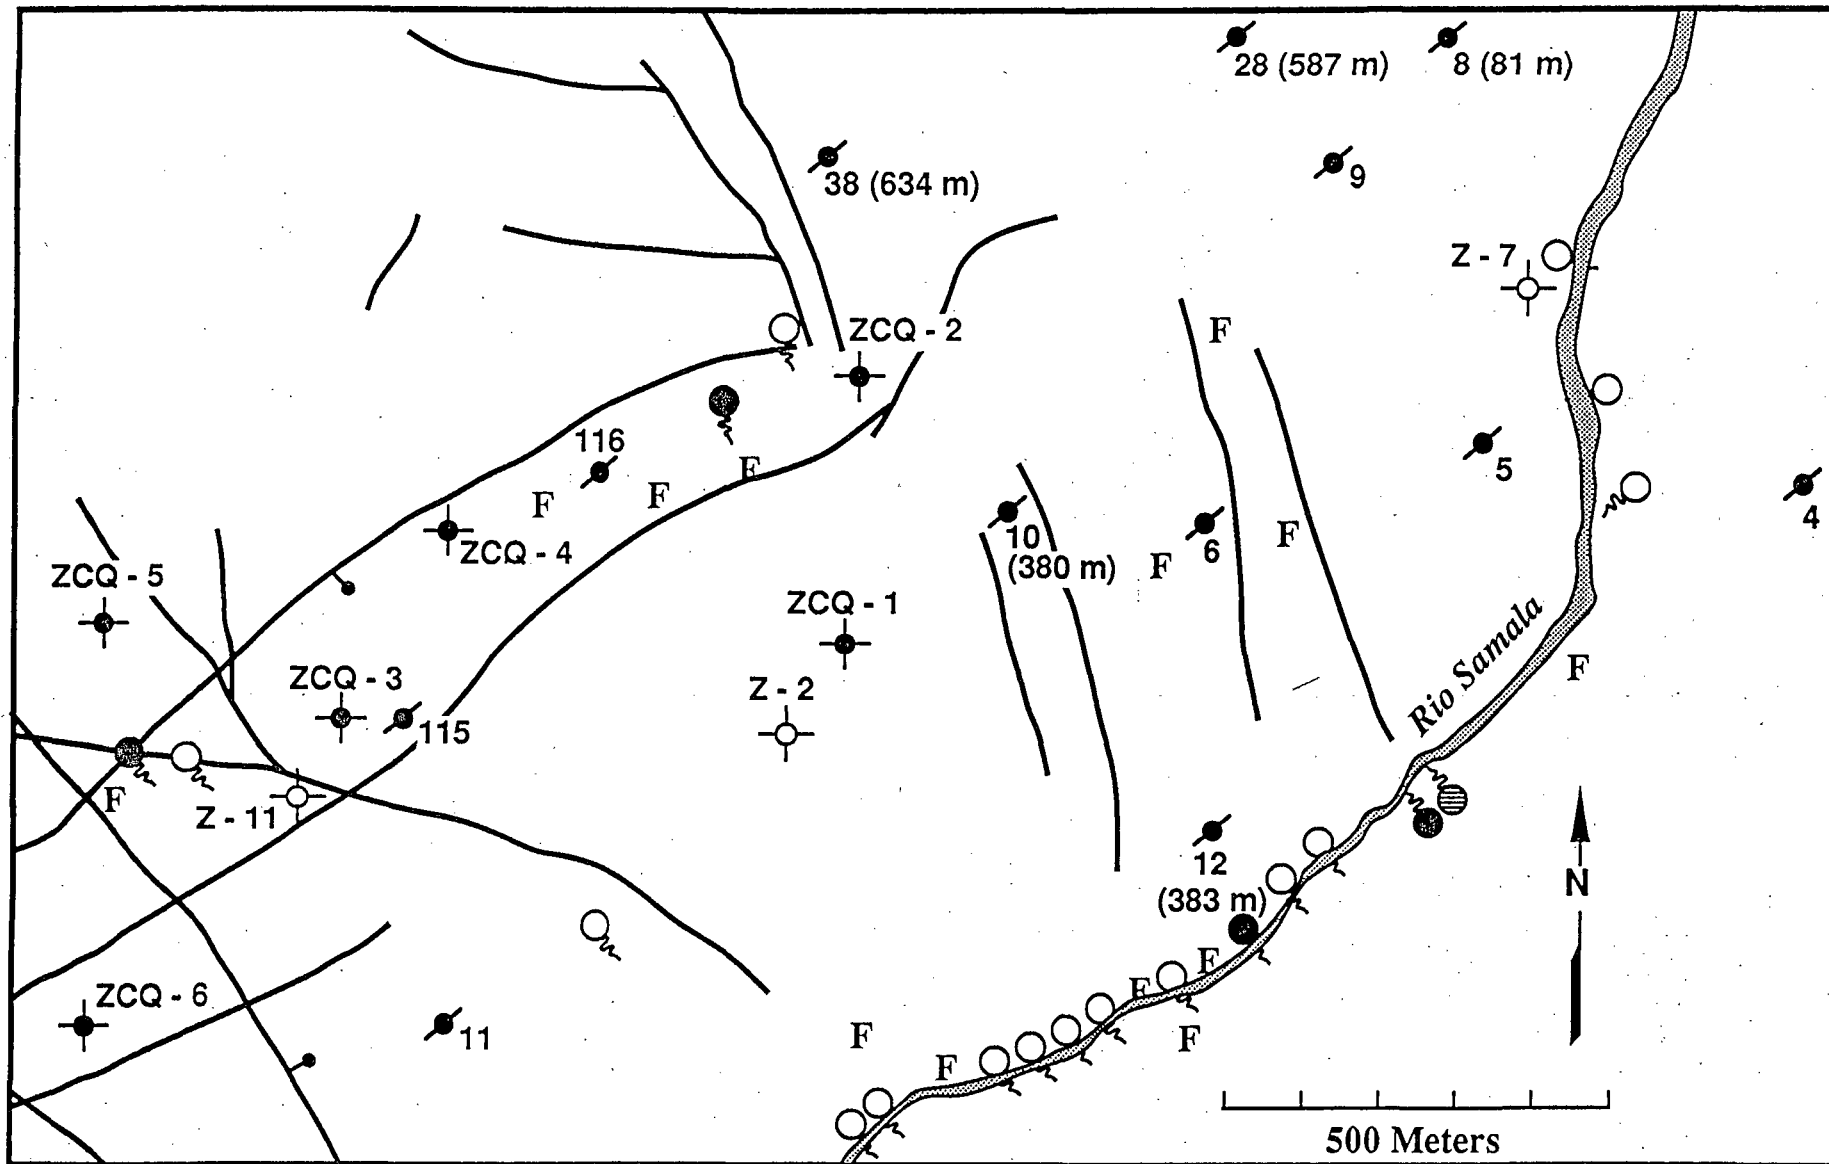 28 (587 m)
8 (81 m)
38 (634 m)
9
Z - 7
F
ZCQ - 2
116
F
5
F
F
4
10
(380 m)
6
F
F
ZCQ - 4
ZCQ - 5
ZCQ - 1
Rio Samala
F
ZCQ - 3
Z - 2
115
F
Z - 11
12
(383 m)
N
F
F
ZCQ - 6
11
F
F
F
500 Meters